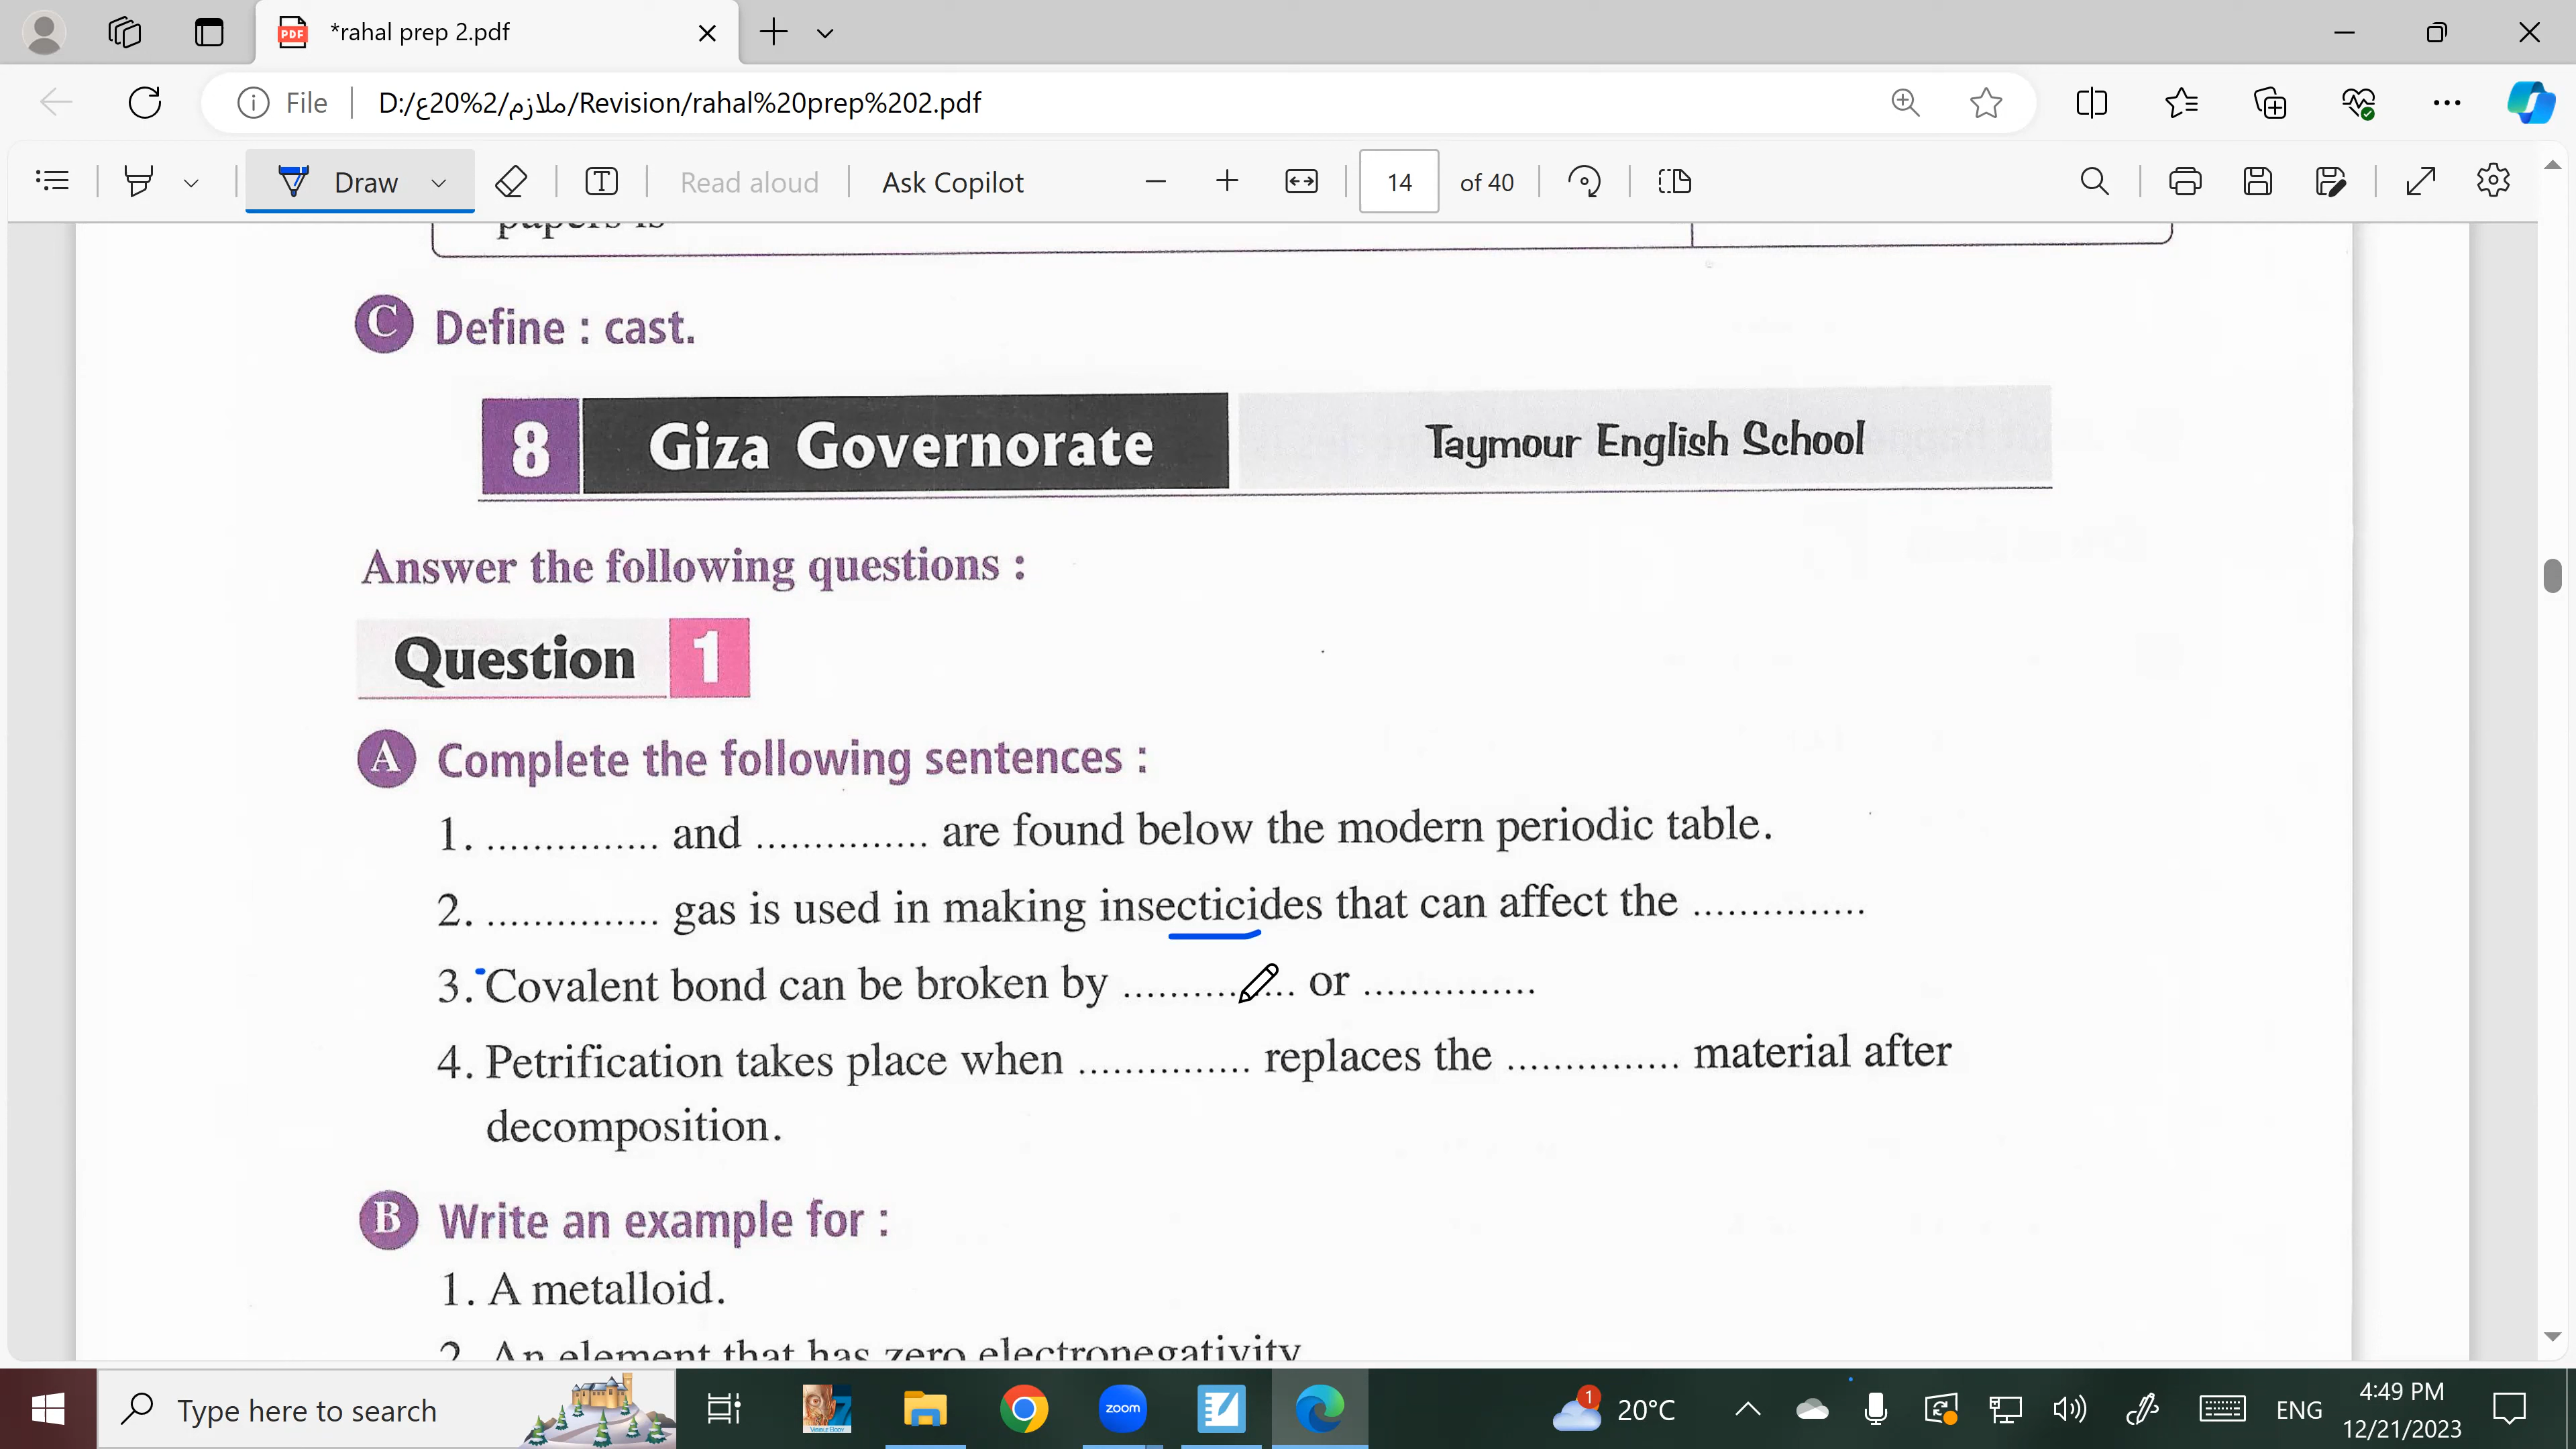 *rahal prep 2.pdf
File
D:/ع20%2/ملازم/Revision/rahal%20prep%202.pdf
Draw
Read aloud
Ask Copilot
14
of 40
papers is
C Define : cast.
8 Giza Governorate
Taymour English School
Answer the following questions :
Question 1
A Complete the following sentences :
1. ............... and ............... are found below the modern periodic table.
2. ............... gas is used in making insecticides that can affect the ...............
3. Covalent bond can be broken by ............... or ...............
4. Petrification takes place when ............... replaces the ............... material after
decomposition.
B Write an example for :
1. A metalloid.
2. An element that has zero electronegativity
Type here to search
zoom
1
20°C
ENG
4:49 PM
12/21/2023